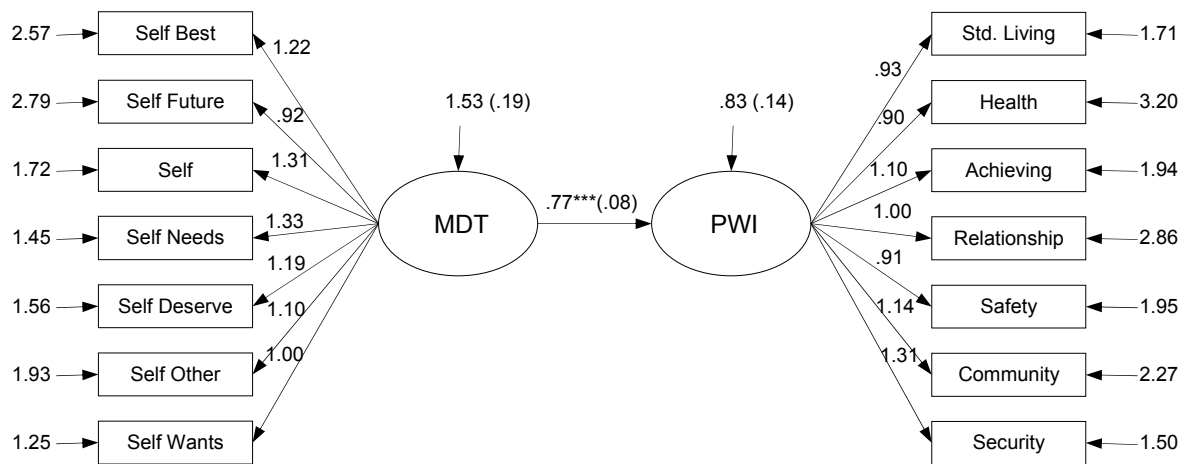 2.57 Self Best 1.22
2.79 Self Future .92
1.72 Self 1.31
1.45 Self Needs 1.33
1.56 Self Deserve 1.19
1.93 Self Other 1.10
1.25 Self Wants 1.00
1.53 (.19)
MDT
.77***(.08)
.83 (.14)
PWI
.93 Std. Living 1.71
.90 Health 3.20
1.10 Achieving 1.94
1.00 Relationship 2.86
.91 Safety 1.95
1.14 Community 2.27
1.31 Security 1.50